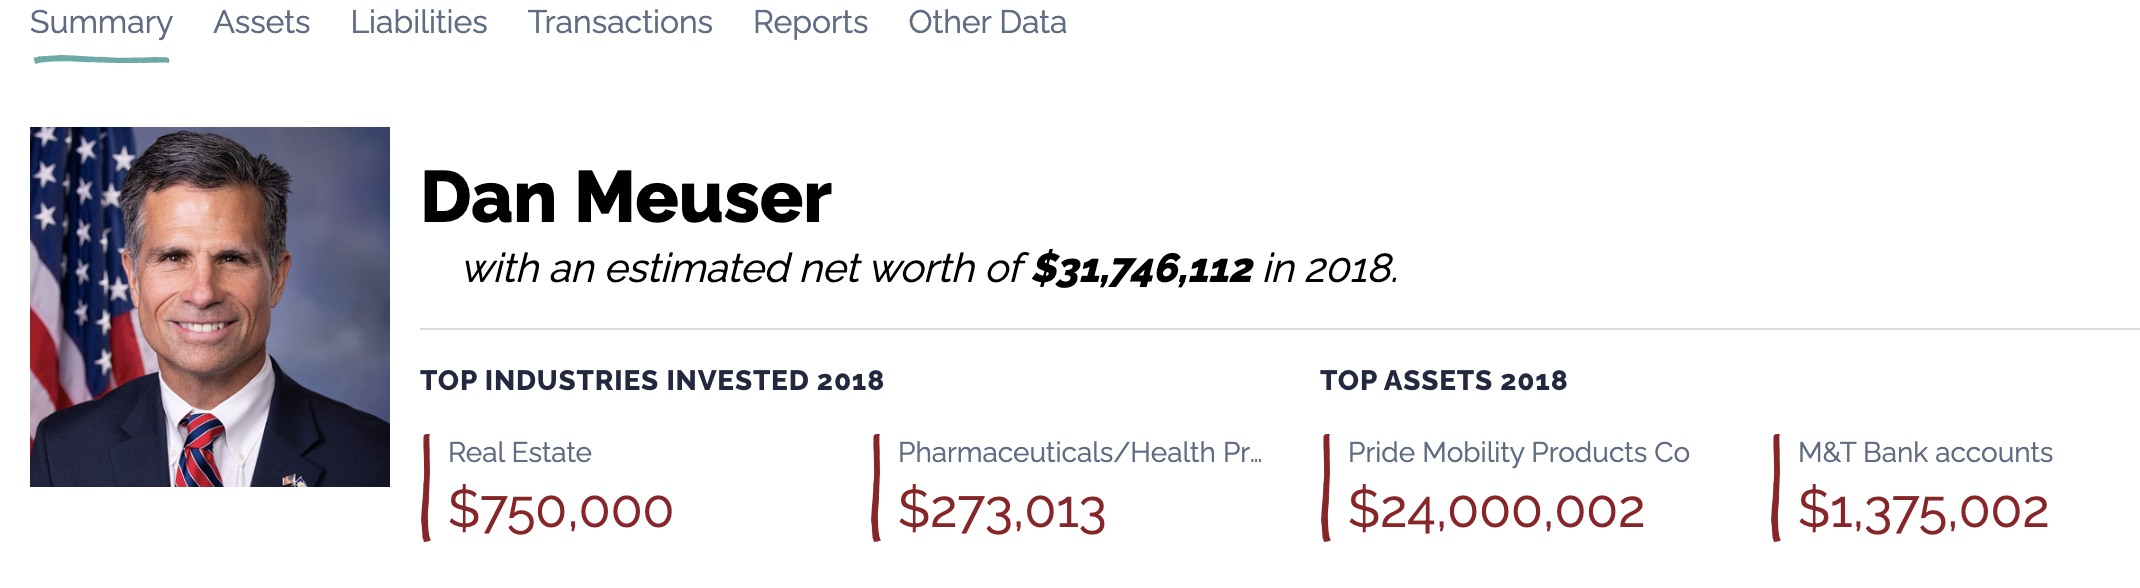 Summary Assets Liabilities Transactions Reports Other Data
Dan Meuser
with an estimated net worth of $31,746,112 in 2018.
TOP INDUSTRIES INVESTED 2018
Real Estate
$750,000
Pharmaceuticals/Health Pr...
$273,013
TOP ASSETS 2018
Pride Mobility Products Co
$24,000,002
M&T Bank accounts
$1,375,002